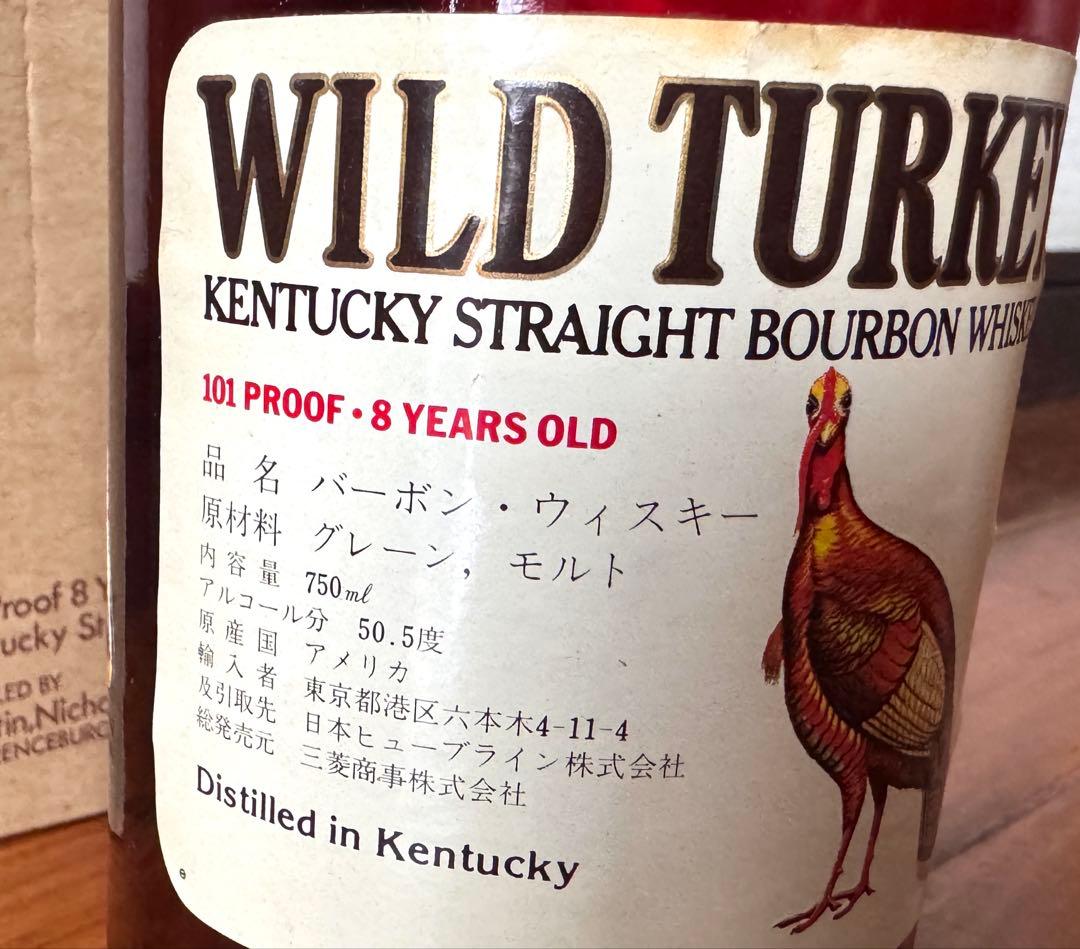 WILD TURKEY
KENTUCKY STRAIGHT BOURBON WHISKE
101 PROOF • 8 YEARS OLD
品名 バーボン・ウィスキー
原材料 グレーン, モルト
内容量 750ml
アルコール分 50.5度
原産国 アメリカ
輸入者 東京都港区六本木4-11-4
及引取先 日本ヒューブライン株式会社
総発売元 三菱商事株式会社
Distilled in Kentucky
e
roof 8 Y
ucky St
LED BY
tin, Nicho
ENCEBURG